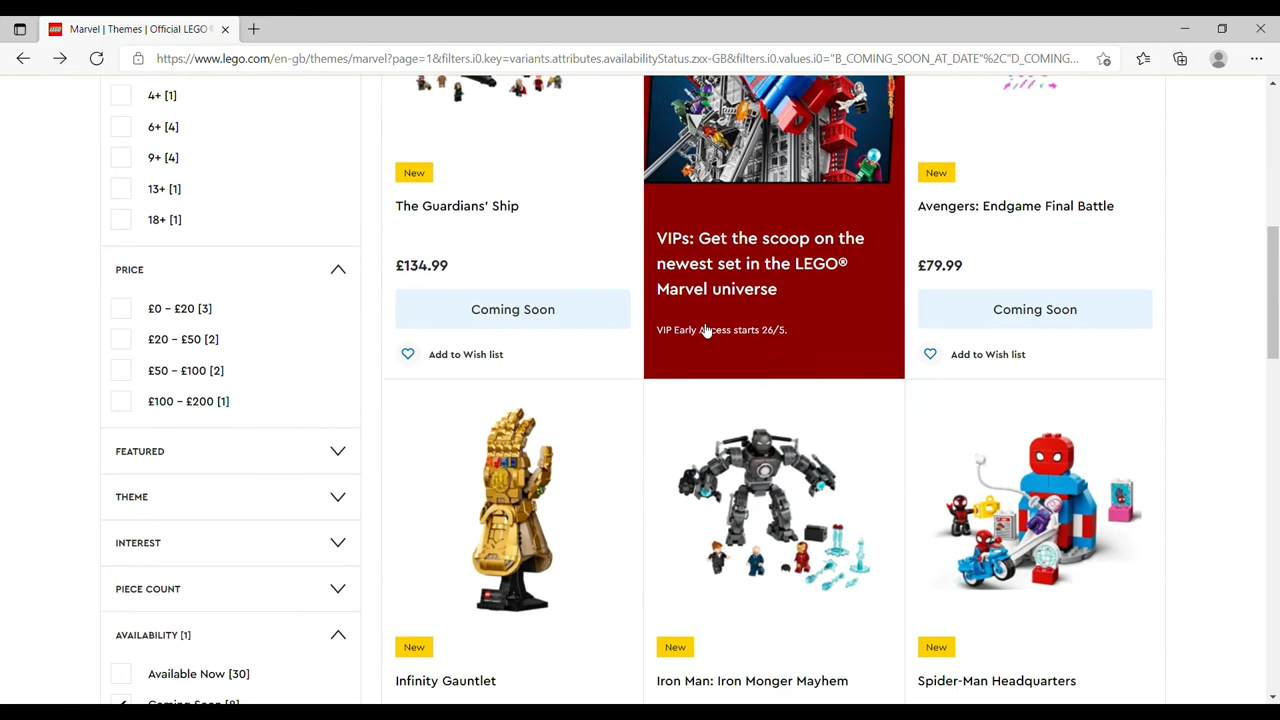 Marvel | Themes | Official LEGO
https://www.lego.com/en-gb/themes/marvel?page=1&filters.i0.key=variants.attributes.availabilityStatus.zxx-GB&filters.i0.values.i0="B_COMING_SOON_AT_DATE"%2C"D_COMING...
4+ [1]
6+ [4]
9+ [4]
13+ [1]
18+ [1]
PRICE
£0 – £20 [3]
£20 – £50 [2]
£50 – £100 [2]
£100 – £200 [1]
FEATURED
THEME
INTEREST
PIECE COUNT
AVAILABILITY [1]
Available Now [30]
Coming Soon [8]
New
The Guardians' Ship
£134.99
Coming Soon
Add to Wish list
VIPs: Get the scoop on the
newest set in the LEGO®
Marvel universe
VIP Early Access starts 26/5.
New
Avengers: Endgame Final Battle
£79.99
Coming Soon
Add to Wish list
New
Infinity Gauntlet
New
Iron Man: Iron Monger Mayhem
New
Spider-Man Headquarters